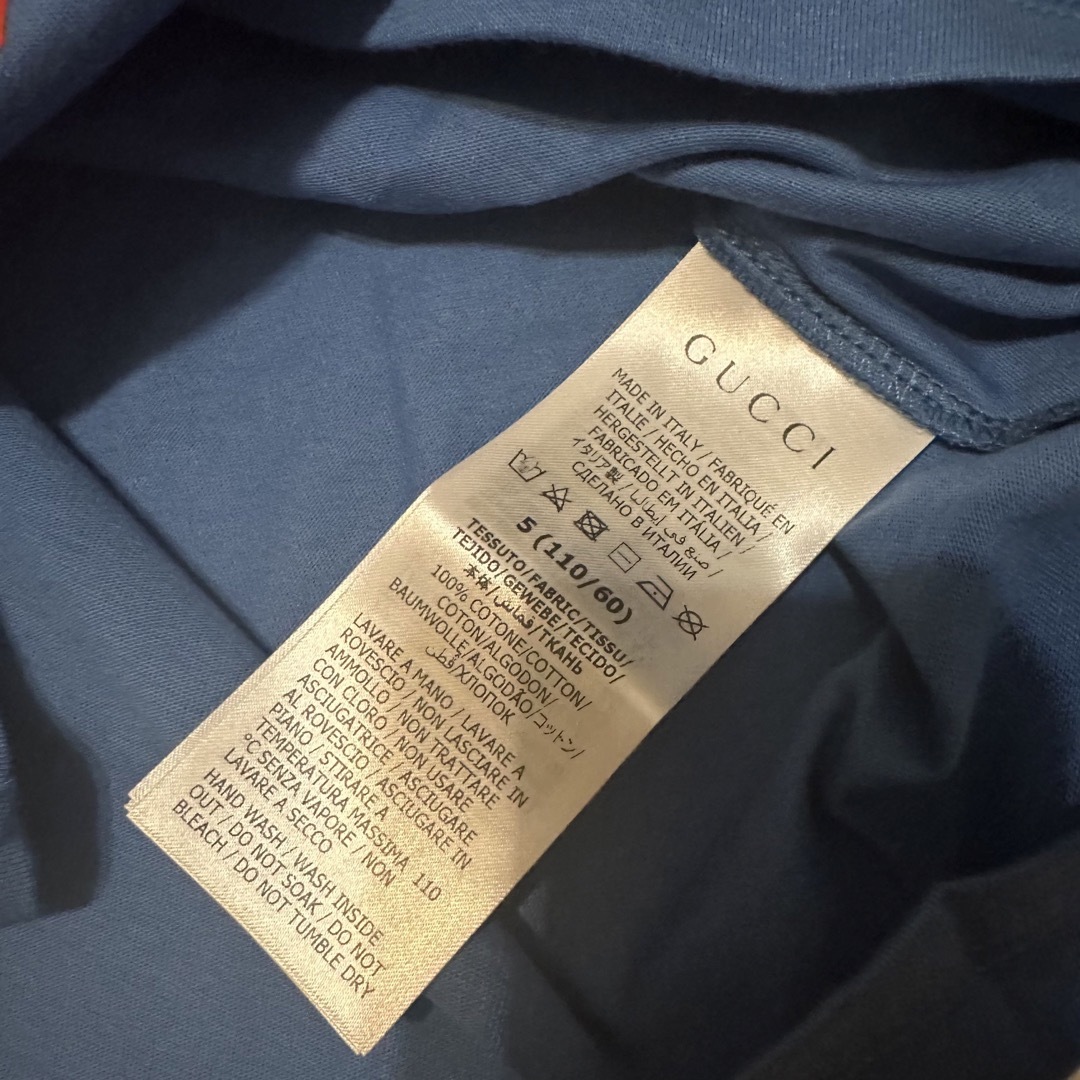 GUCCI
MADE IN ITALY / FABRIQUÉ EN
ITALIE / HECHO EN ITALIA /
HERGESTELLT IN ITALIEN /
FABRICADO EM ITÁLIA /
イタリア製 / صنع في إيطاليا /
СДЕЛАНО В ИТАЛИИ
5 (110/60)
TESSUTO/FABRIC/TISSU/
TEJIDO/GEWEBE/TECIDO/
本体/قماش/ТКАНЬ
100% COTONE/COTTON/
COTON/ALGODON/
BAUMWOLLE/ALGODÃO/コットン/
قطن/ХЛОПОК
LAVARE A MANO / LAVARE A
ROVESCIO / NON LASCIARE IN
AMMOLLO / NON TRATTARE
CON CLORO / NON USARE
ASCIUGATRICE / ASCIUGARE
AL ROVESCIO / ASCIUGARE IN
PIANO / STIRARE A
TEMPERATURA MASSIMA 110
°C SENZA VAPORE / NON
LAVARE A SECCO
HAND WASH / WASH INSIDE
OUT / DO NOT SOAK / DO NOT
BLEACH / DO NOT TUMBLE DRY